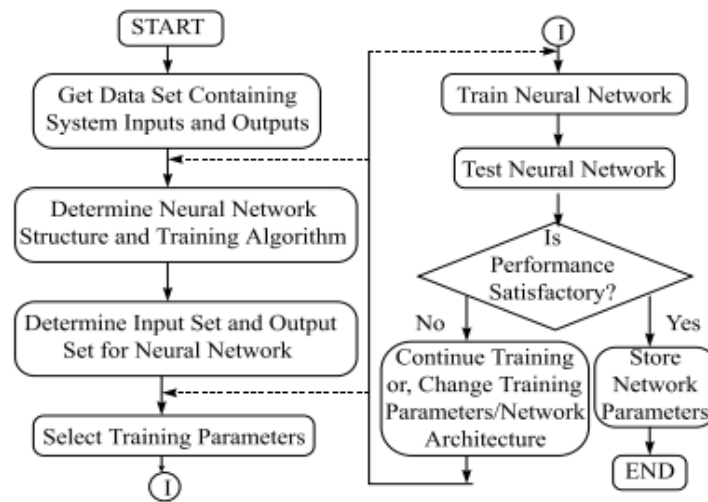 START
Get Data Set Containing
System Inputs and Outputs
Determine Neural Network
Structure and Training Algorithm
Determine Input Set and Output
Set for Neural Network
Select Training Parameters
I
I
Train Neural Network
Test Neural Network
Is
Performance
Satisfactory?
No
Yes
Continue Training
or, Change Training
Parameters/Network
Architecture
Store
Network
Parameters
END